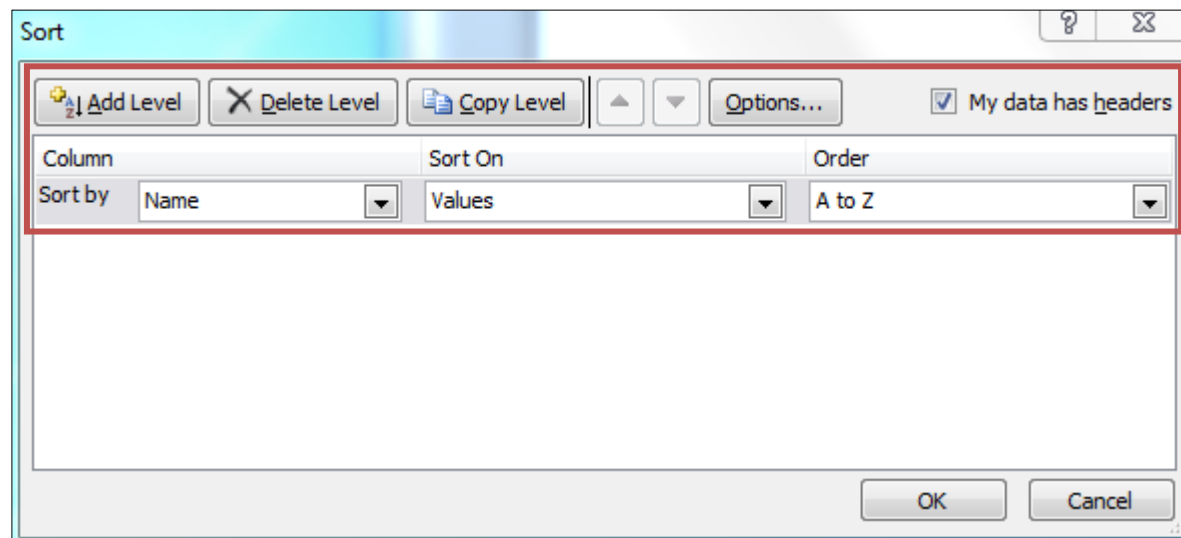 Sort
Add Level Delete Level Copy Level Options... My data has headers
Column Sort On Order
Sort by Name Values A to Z
OK Cancel